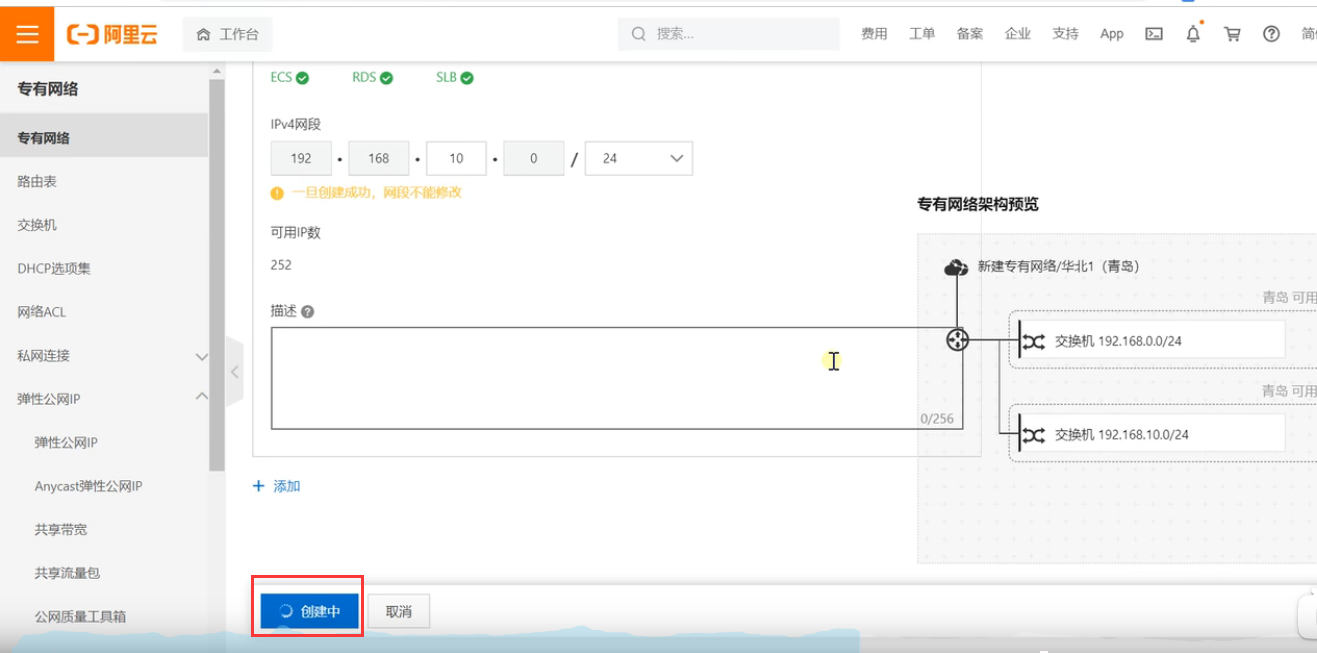 阿里云
工作台
搜索...
费用 工单 备案 企业 支持 App
专有网络
专有网络
路由表
交换机
DHCP选项集
网络ACL
私网连接
弹性公网IP
弹性公网IP
Anycast弹性公网IP
共享带宽
共享流量包
公网质量工具箱
ECS RDS SLB
IPv4网段
192 · 168 · 10 · 0 / 24
一旦创建成功，网段不能修改
可用IP数
252
描述
0/256
添加
创建中 取消
专有网络架构预览
新建专有网络/华北1（青岛）
青岛 可用
交换机 192.168.0.0/24
青岛 可用
交换机 192.168.10.0/24